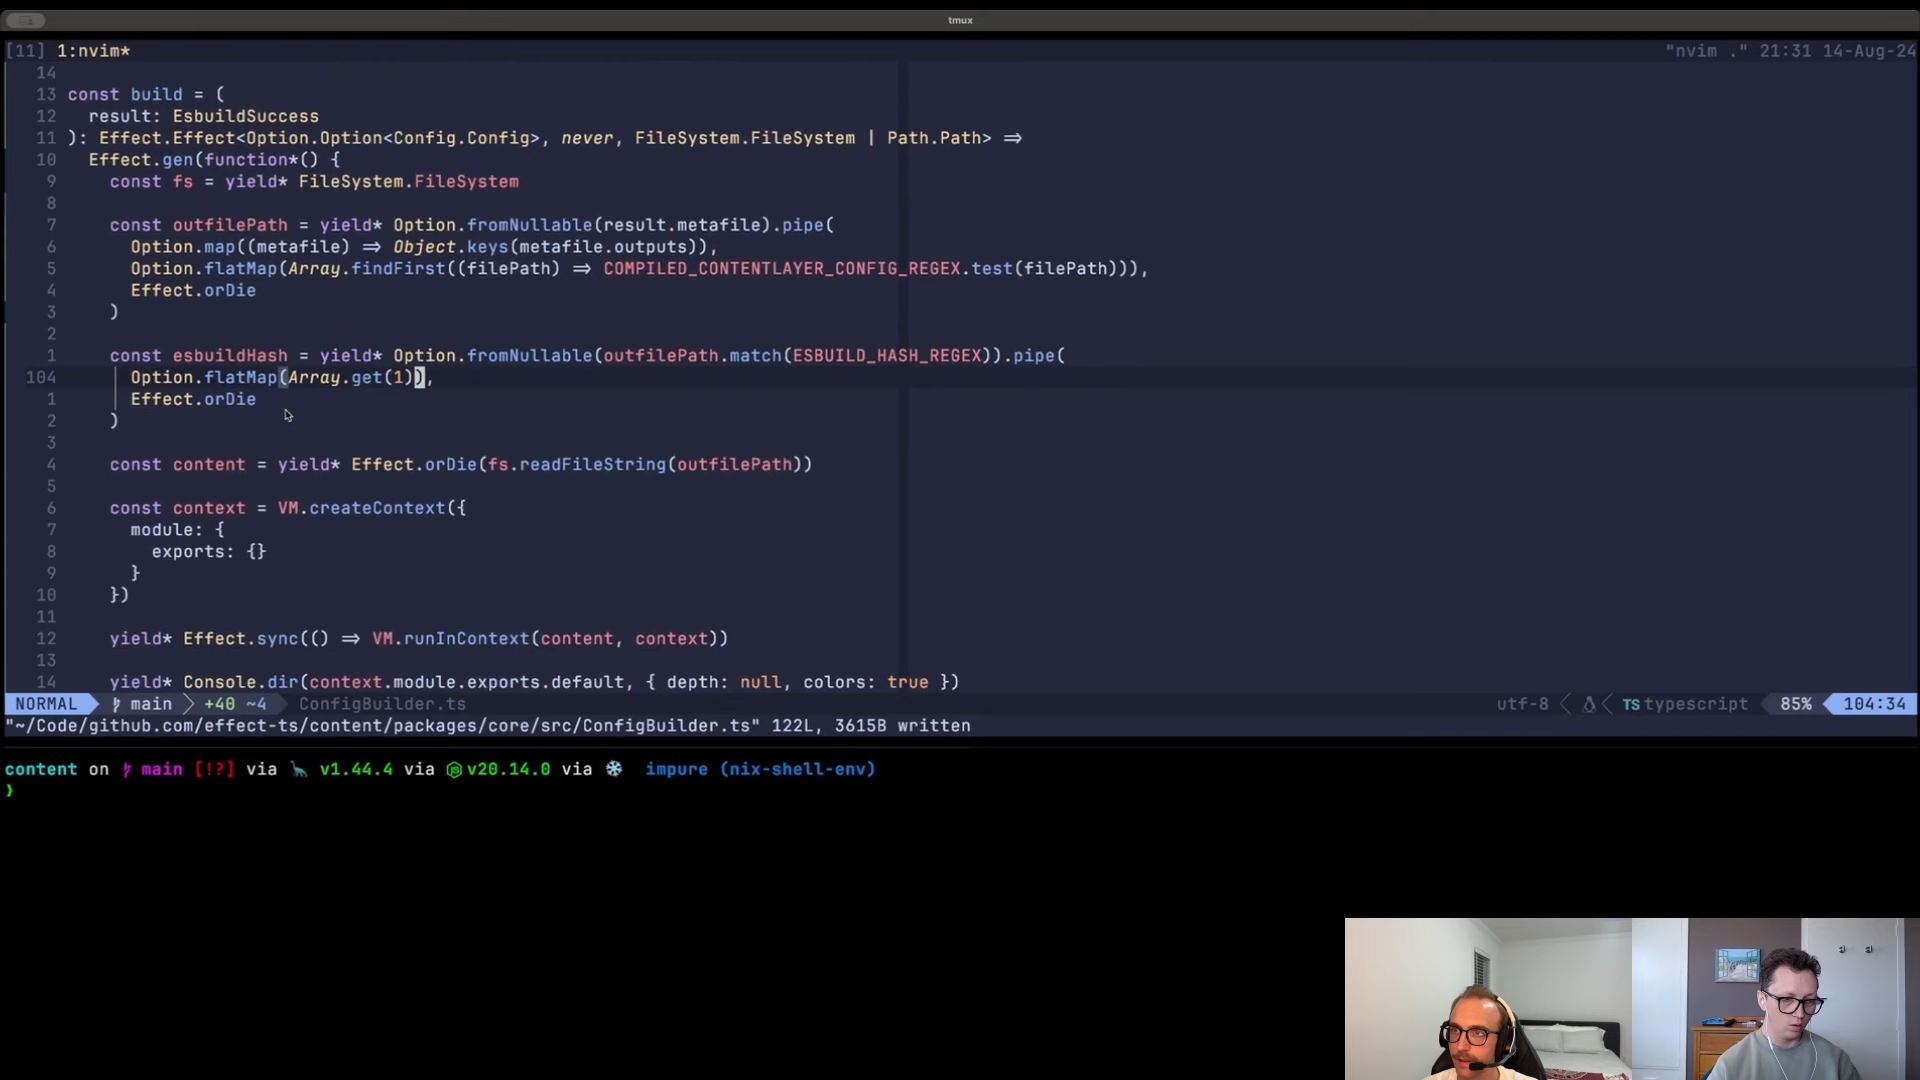 tmux
[11] 1:nvim* "nvim ." 21:31 14-Aug-24
14
13 const build = (
12 result: EsbuildSuccess
11 ): Effect.Effect<Option.Option<Config.Config>, never, FileSystem.FileSystem | Path.Path> ⇒
10 Effect.gen(function*() {
9 const fs = yield* FileSystem.FileSystem
8
7 const outfilePath = yield* Option.fromNullable(result.metafile).pipe(
6 Option.map((metafile) ⇒ Object.keys(metafile.outputs)),
5 Option.flatMap(Array.findFirst((filePath) ⇒ COMPILED_CONTENTLAYER_CONFIG_REGEX.test(filePath))),
4 Effect.orDie
3 )
2
1 const esbuildHash = yield* Option.fromNullable(outfilePath.match(ESBUILD_HASH_REGEX)).pipe(
104 Option.flatMap(Array.get(1)),
1 Effect.orDie
2 )
3
4 const content = yield* Effect.orDie(fs.readFileString(outfilePath))
5
6 const context = VM.createContext({
7 module: {
8 exports: {}
9 }
10 })
11
12 yield* Effect.sync(() ⇒ VM.runInContext(content, context))
13
14 yield* Console.dir(context.module.exports.default, { depth: null, colors: true })
NORMAL main +40 ~4 ConfigBuilder.ts utf-8 TS typescript 85% 104:34
"~/Code/github.com/effect-ts/content/packages/core/src/ConfigBuilder.ts" 122L, 3615B written
content on main [!?] via v1.44.4 via v20.14.0 via impure (nix-shell-env)
❯